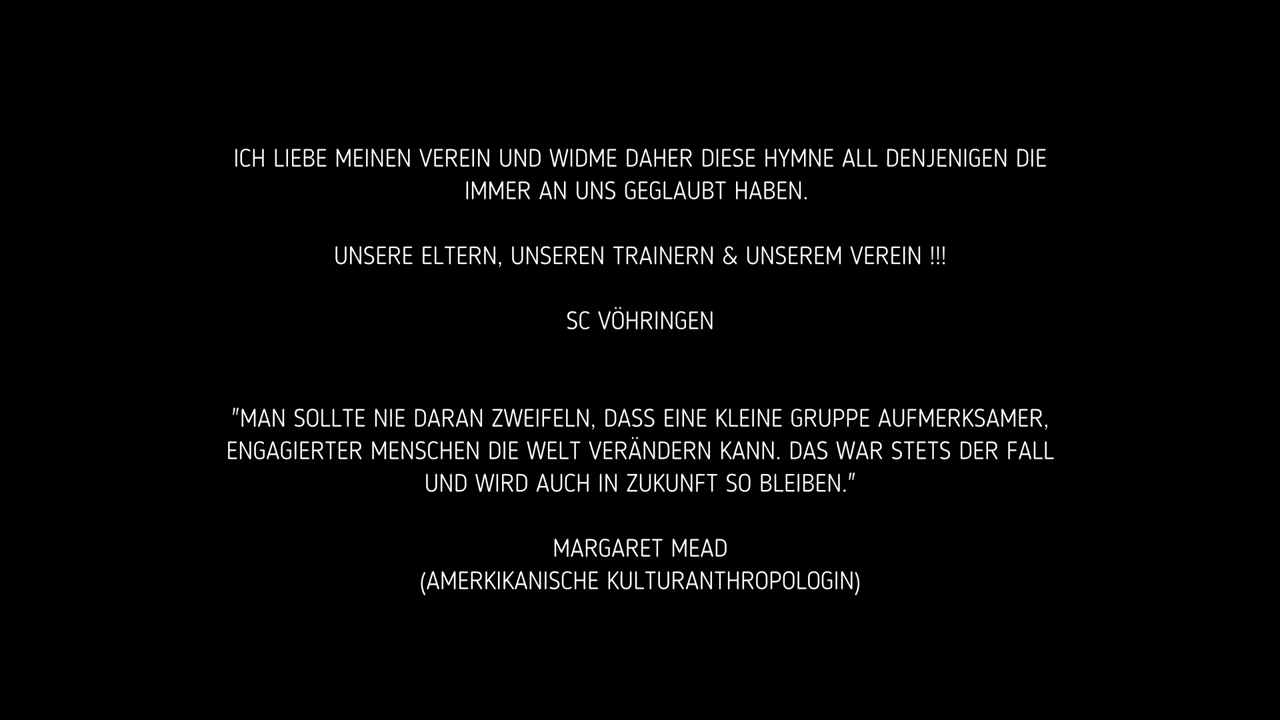 ICH LIEBE MEINEN VEREIN UND WIDME DAHER DIESE HYMNE ALL DENJENIGEN DIE
IMMER AN UNS GEGLAUBT HABEN.
UNSERE ELTERN, UNSEREN TRAINERN & UNSEREM VEREIN !!!
SC VÖHRINGEN
"MAN SOLLTE NIE DARAN ZWEIFELN, DASS EINE KLEINE GRUPPE AUFMERKSAMER,
ENGAGIERTER MENSCHEN DIE WELT VERÄNDERN KANN. DAS WAR STETS DER FALL
UND WIRD AUCH IN ZUKUNFT SO BLEIBEN."
MARGARET MEAD
(AMERKIKANISCHE KULTURANTHROPOLOGIN)